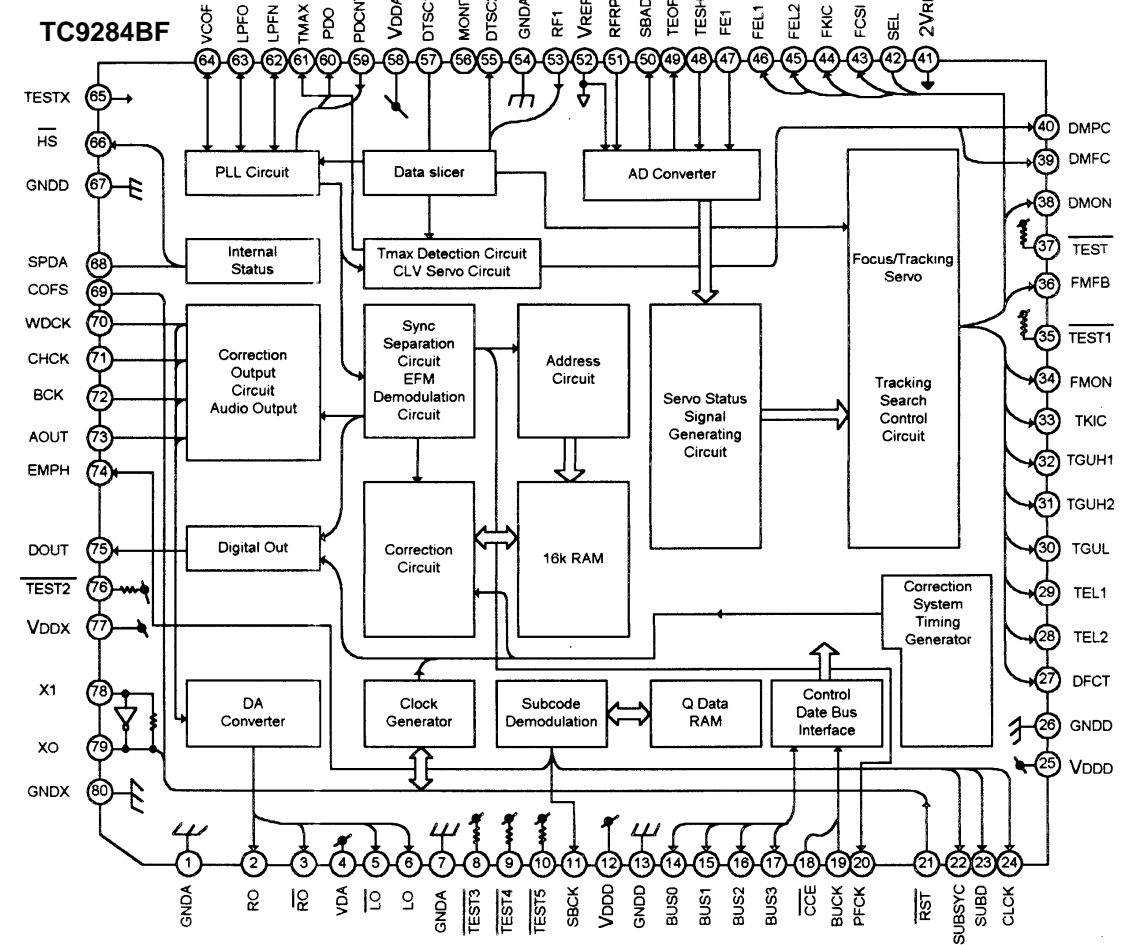 TC9284BF
VCOF
LPFO
LPFN
TMAX
PDO
PDCNT
VDDA
DTSC1
MOND
DTSC2
GNDA
RF1
VREF
RFRP
SBAD
TEOF
TESH
FE1
FEL1
FEL2
FKIC
FCSI
SEL
2VRE
64
63
62
61
60
59
58
57
56
55
54
53
52
51
50
49
48
47
46
45
44
43
42
41
TESTX 65
HS 66
GNDD 67
SPDA 68
COFS 69
WDCK 70
CHCK 71
BCK 72
AOUT 73
EMPH 74
DOUT 75
TEST2 76
VDDX 77
X1 78
XO 79
GNDX 80
PLL Circuit
Data slicer
AD Converter
Internal
Status
Tmax Detection Circuit
CLV Servo Circuit
Correction
Output
Circuit
Audio Output
Sync
Separation
Circuit
EFM
Demodulation
Circuit
Address
Circuit
Servo Status
Signal
Generating
Circuit
Focus/Tracking
Servo
Tracking
Search
Control
Circuit
Digital Out
Correction
Circuit
16k RAM
Correction
System
Timing
Generator
DA
Converter
Clock
Generator
Subcode
Demodulation
Q Data
RAM
Control
Date Bus
Interface
40 DMPC
39 DMFC
38 DMON
37 TEST
36 FMFB
35 TEST1
34 FMON
33 TKIC
32 TGUH1
31 TGUH2
30 TGUL
29 TEL1
28 TEL2
27 DFCT
26 GNDD
25 VDDD
1
2
3
4
5
6
7
8
9
10
11
12
13
14
15
16
17
18
19
20
21
22
23
24
GNDA
RO
RO
VDA
LO
LO
GNDA
TEST3
TEST4
TEST5
SBCK
VDDD
GNDD
BUS0
BUS1
BUS2
BUS3
CCE
BUCK
PFCK
RST
SUBSYC
SUBD
CLCK